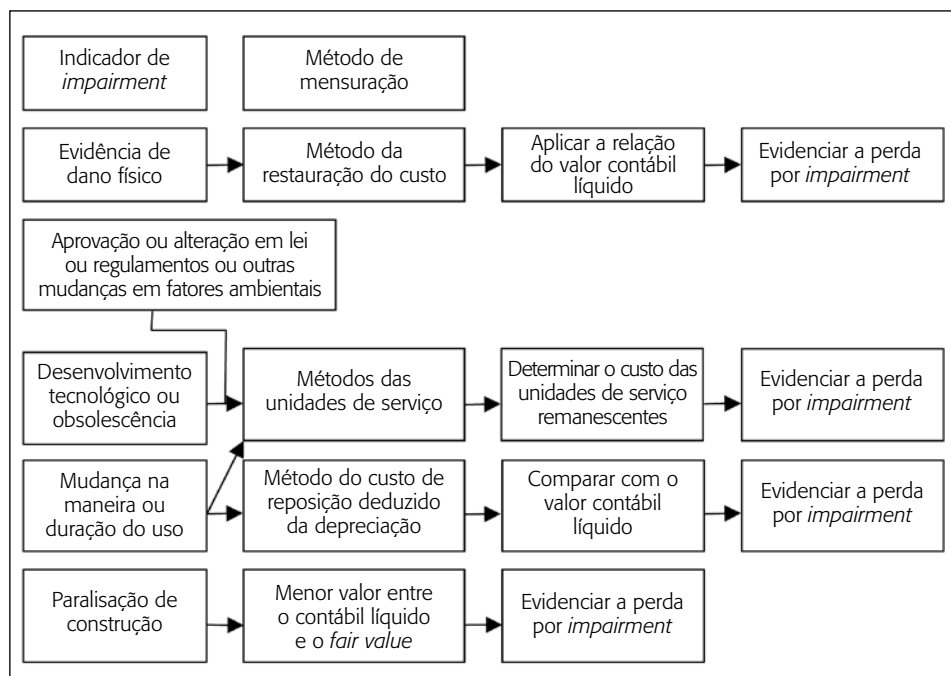 Indicador de
impairment
Método de
mensuração
Evidência de
dano físico
Método da
restauração do custo
Aplicar a relação
do valor contábil
líquido
Evidenciar a perda
por impairment
Aprovação ou alteração em lei
ou regulamentos ou outras
mudanças em fatores ambientais
Desenvolvimento
tecnológico ou
obsolescência
Métodos das
unidades de serviço
Determinar o custo das
unidades de serviço
remanescentes
Evidenciar a perda
por impairment
Mudança na
maneira ou
duração do uso
Método do custo de
reposição deduzido
da depreciação
Comparar com o
valor contábil
líquido
Evidenciar a perda
por impairment
Paralisação de
construção
Menor valor entre
o contábil líquido
e o fair value
Evidenciar a perda
por impairment